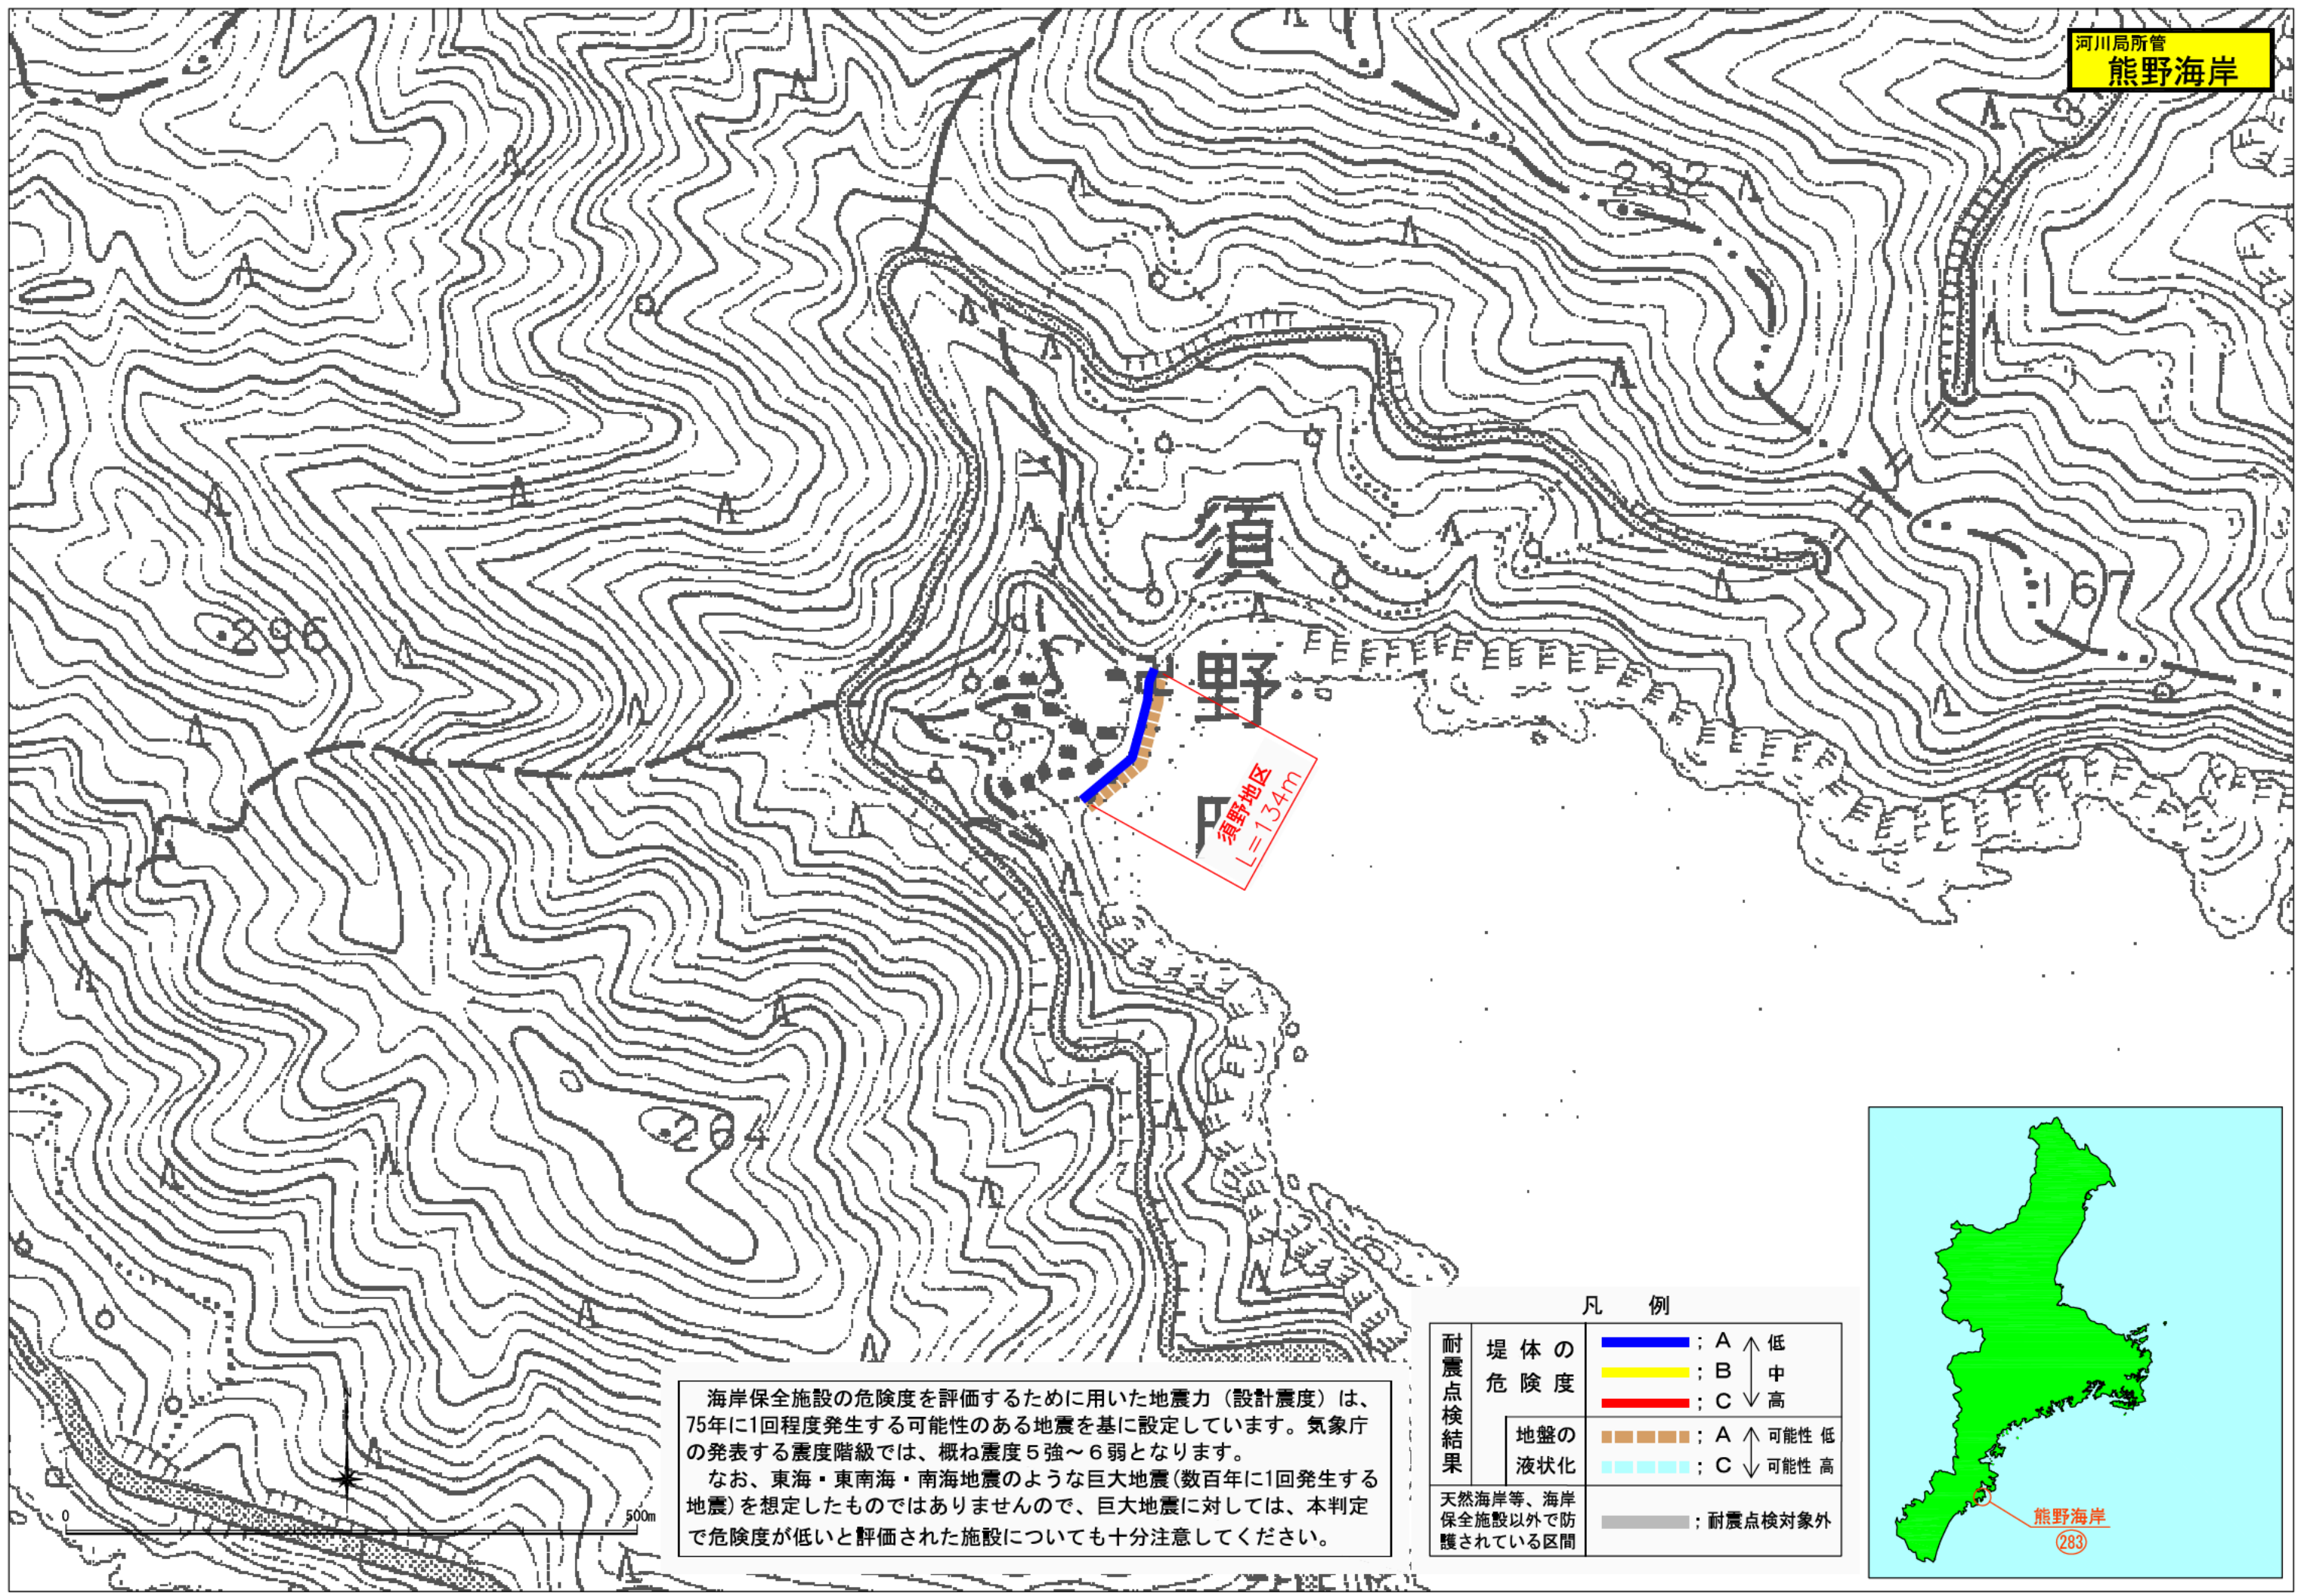 河川局所管
熊野海岸
232
須
野
296
167
264
須野地区
L=134m
海岸保全施設の危険度を評価するために用いた地震力（設計震度）は、
75年に1回程度発生する可能性のある地震を基に設定しています。気象庁
の発表する震度階級では、概ね震度５強～６弱となります。
なお、東海・東南海・南海地震のような巨大地震（数百年に1回発生する
地震）を想定したものではありませんので、巨大地震に対しては、本判定
で危険度が低いと評価された施設についても十分注意してください。
0 500m
凡 例
耐震点検結果
堤体の
危険度
; A 低
; B 中
; C 高
地盤の
液状化
; A 可能性 低
; C 可能性 高
天然海岸等、海岸
保全施設以外で防
護されている区間
; 耐震点検対象外
熊野海岸
283